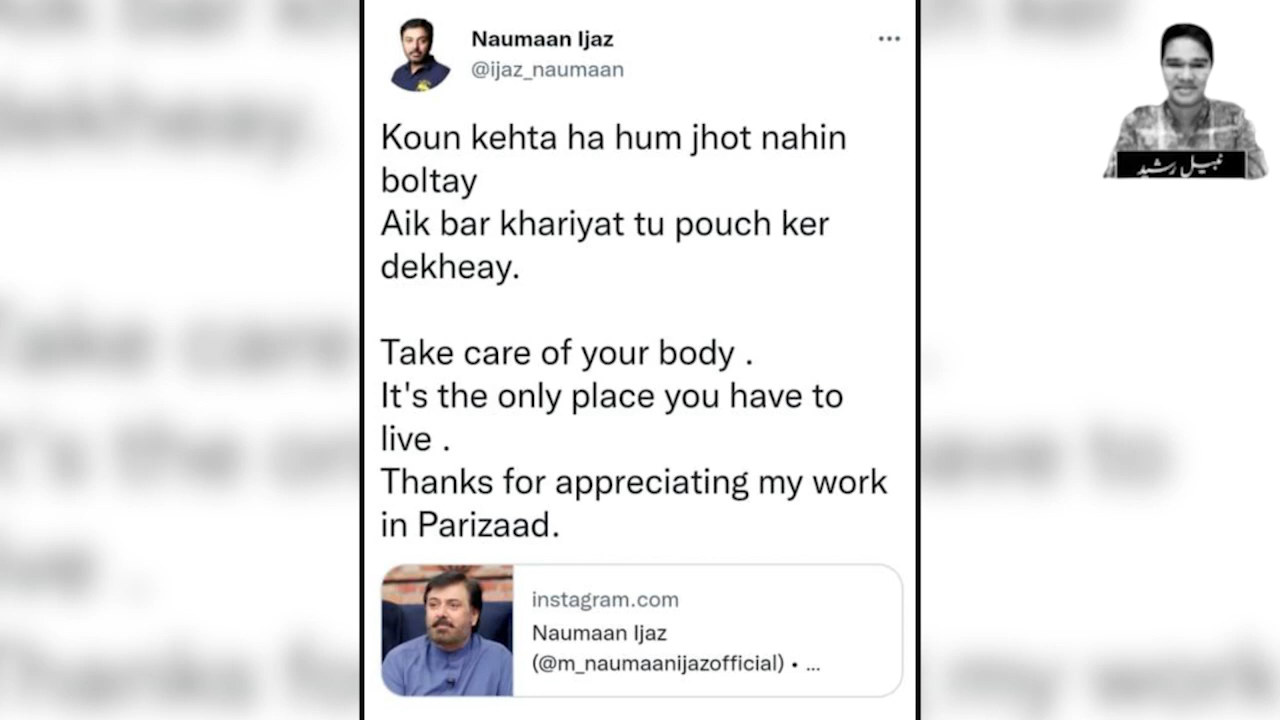 Naumaan Ijaz
@ijaz_naumaan
Koun kehta ha hum jhot nahin
boltay
Aik bar khariyat tu pouch ker
dekheay.
Take care of your body .
It's the only place you have to
live .
Thanks for appreciating my work
in Parizaad.
instagram.com
Naumaan Ijaz
(@m_naumaanijazofficial) • ...
نبیل رشید